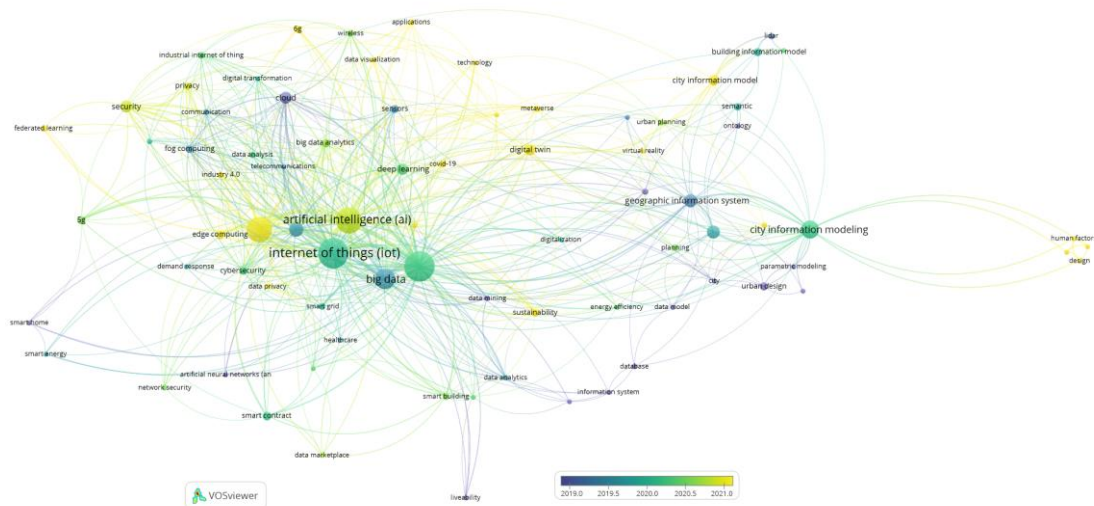 6g
applications
wireless
lidar
industrial internet of thing
building information model
data visualization
technology
digital transformation
city information model
privacy
cloud
security
metaverse
semantic
communication
sensors
federated learning
urban planning
ontology
big data analytics
fog computing
digital twin
virtual reality
data analysis
covid-19
telecommunications
deep learning
industry 4.0
geographic information system
5g
artificial intelligence (ai)
edge computing
city information modeling
human factor
digitalization
planning
internet of things (iot)
design
demand response
cybersecurity
parametric modeling
big data
city
data privacy
urban design
data mining
smart grid
sustainability
energy efficiency
data model
smart home
healthcare
smart energy
database
artificial neural networks (an
data analytics
network security
information system
smart building
smart contract
data marketplace
VOSviewer
liveability
2019.0 2019.5 2020.0 2020.5 2021.0